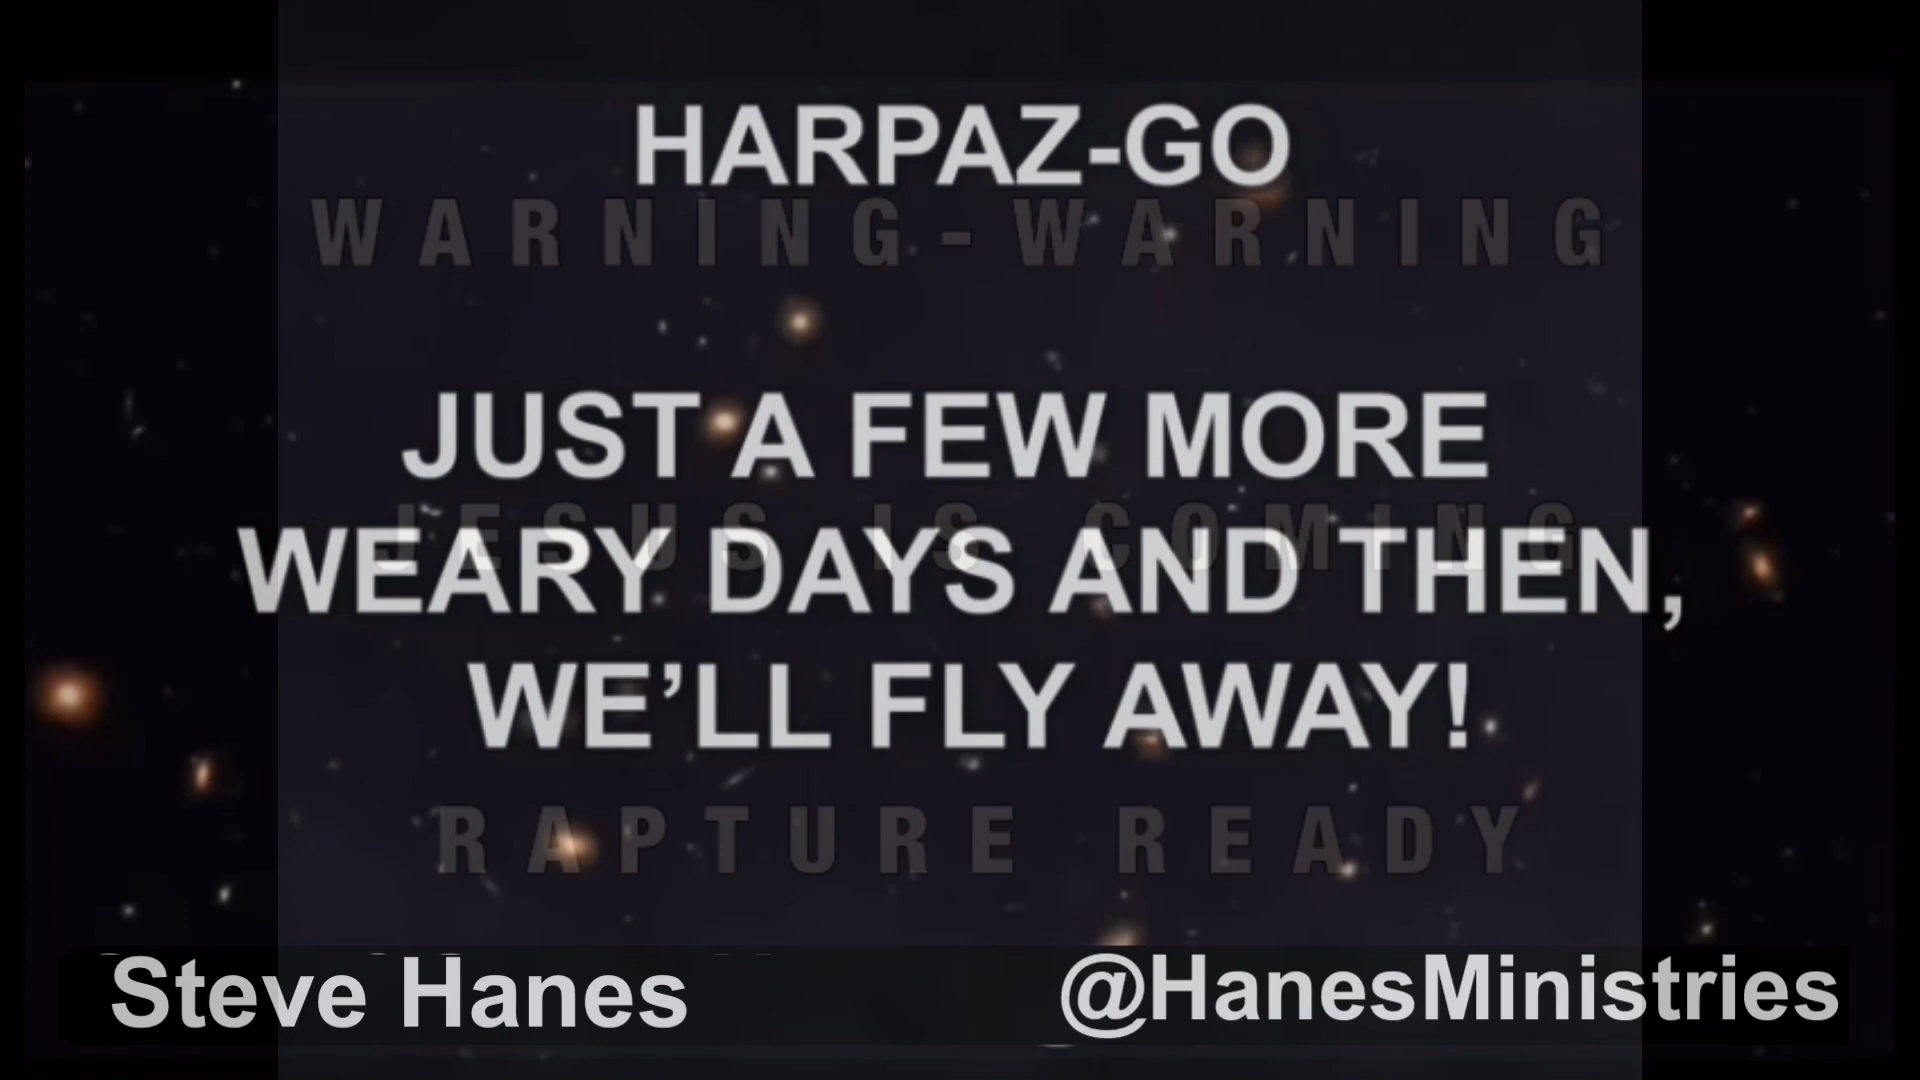 HARPAZ-GO
WARNING-WARNING
JUST A FEW MORE
JESUS IS COMING
WEARY DAYS AND THEN,
WE’LL FLY AWAY!
RAPTURE READY
Steve Hanes
@HanesMinistries